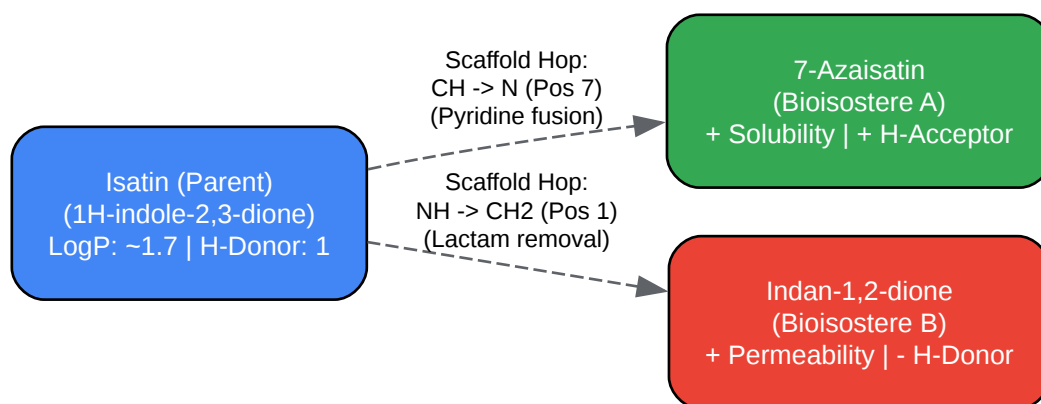 Isatin (Parent)
(1H-indole-2,3-dione)
LogP: ~1.7 | H-Donor: 1
Scaffold Hop:
CH -> N (Pos 7)
(Pyridine fusion)
Scaffold Hop:
NH -> CH2 (Pos 1)
(Lactam removal)
7-Azaisatin
(Bioisostere A)
+ Solubility | + H-Acceptor
Indan-1,2-dione
(Bioisostere B)
+ Permeability | - H-Donor